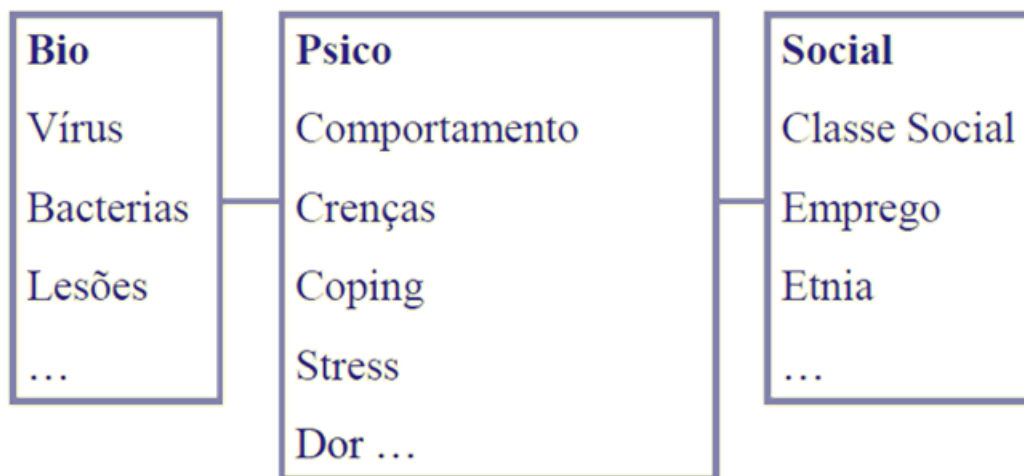 Bio
Vírus
Bacterias
Lesões
…
Psico
Comportamento
Crenças
Coping
Stress
Dor …
Social
Classe Social
Emprego
Etnia
…